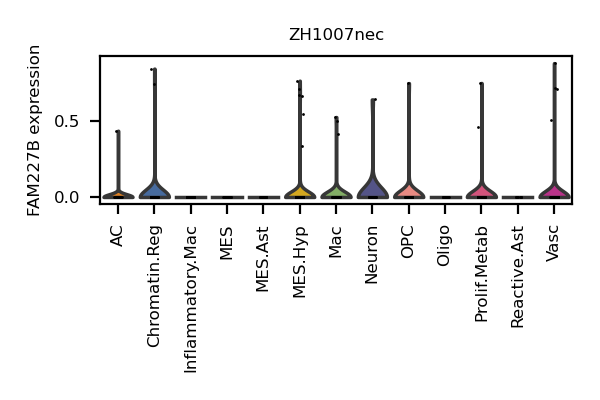 ZH1007nec
FAM227B expression
0.5
0.0
AC
Chromatin.Reg
Inflammatory.Mac
MES
MES.Ast
MES.Hyp
Mac
Neuron
OPC
Oligo
Prolif.Metab
Reactive.Ast
Vasc